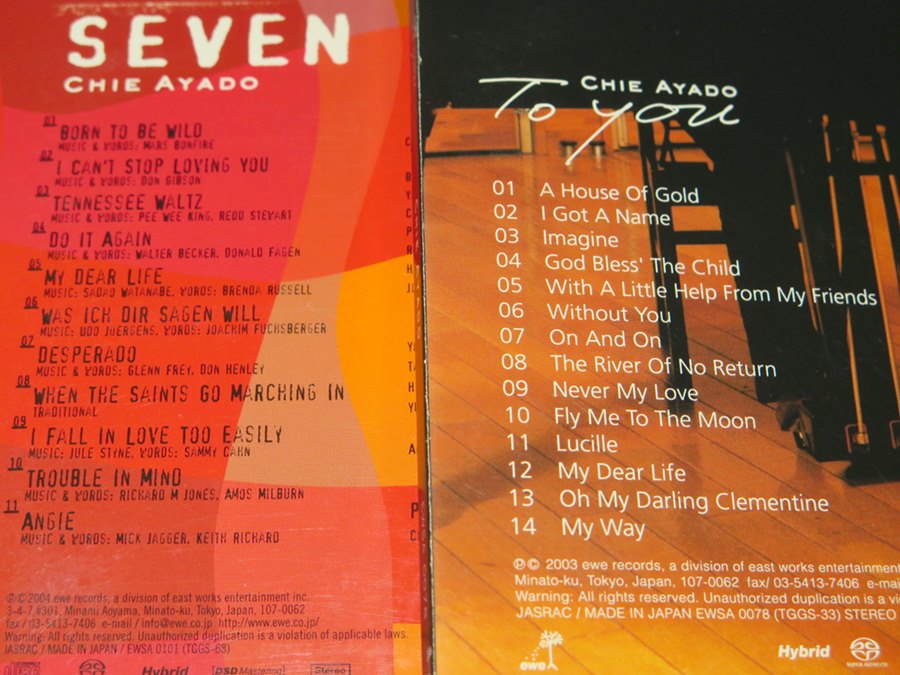 SEVEN
CHIE AYADO
01 BORN TO BE WILD
MUSIC & WORDS: MARS BONFIRE
02 I CAN'T STOP LOVING YOU
MUSIC & WORDS: DON GIBSON
03 TENNESSEE WALTZ
MUSIC & WORDS: PEE WEE KING, REDD STEWART
04 DO IT AGAIN
MUSIC & WORDS: WALTER BECKER, DONALD FAGEN
05 MY DEAR LIFE
MUSIC: SADAO WATANABE, WORDS: BRENDA RUSSELL
06 WAS ICH DIR SAGEN WILL
MUSIC: UDO JUERGENS, WORDS: JOACHIM FUCHSBERGER
07 DESPERADO
MUSIC & WORDS: GLENN FREY, DON HENLEY
08 WHEN THE SAINTS GO MARCHING IN
TRADITIONAL
09 I FALL IN LOVE TOO EASILY
MUSIC: JULE STYNE, WORDS: SAMMY CAHN
10 TROUBLE IN MIND
MUSIC & WORDS: RICHARD M JONES, AMOS MILBURN
11 ANGIE
MUSIC & WORDS: MICK JAGGER, KEITH RICHARD
℗© 2004 ewe records, a division of east works entertainment inc.
3-4-7 #301, Minami Aoyama, Minato-ku, Tokyo, Japan, 107-0062
fax / 03-5413-7406 e-mail / info@ewe.co.jp http://www.ewe.co.jp/
Warning: All rights reserved. Unauthorized duplication is a violation of applicable laws.
JASRAC / MADE IN JAPAN / EWSA 0101 (TGGS-68)
Hybrid DSD Mastering Stereo
CHIE AYADO
To you
01 A House Of Gold
02 I Got A Name
03 Imagine
04 God Bless' The Child
05 With A Little Help From My Friends
06 Without You
07 On And On
08 The River Of No Return
09 Never My Love
10 Fly Me To The Moon
11 Lucille
12 My Dear Life
13 Oh My Darling Clementine
14 My Way
℗© 2003 ewe records, a division of east works entertainment
Minato-ku, Tokyo, Japan, 107-0062 fax/ 03-5413-7406 e-mai
Warning: All rights reserved. Unauthorized duplication is a vi
JASRAC / MADE IN JAPAN EWSA 0078 (TGGS-33) STEREO
ewe Hybrid SUPER AUDIO CD